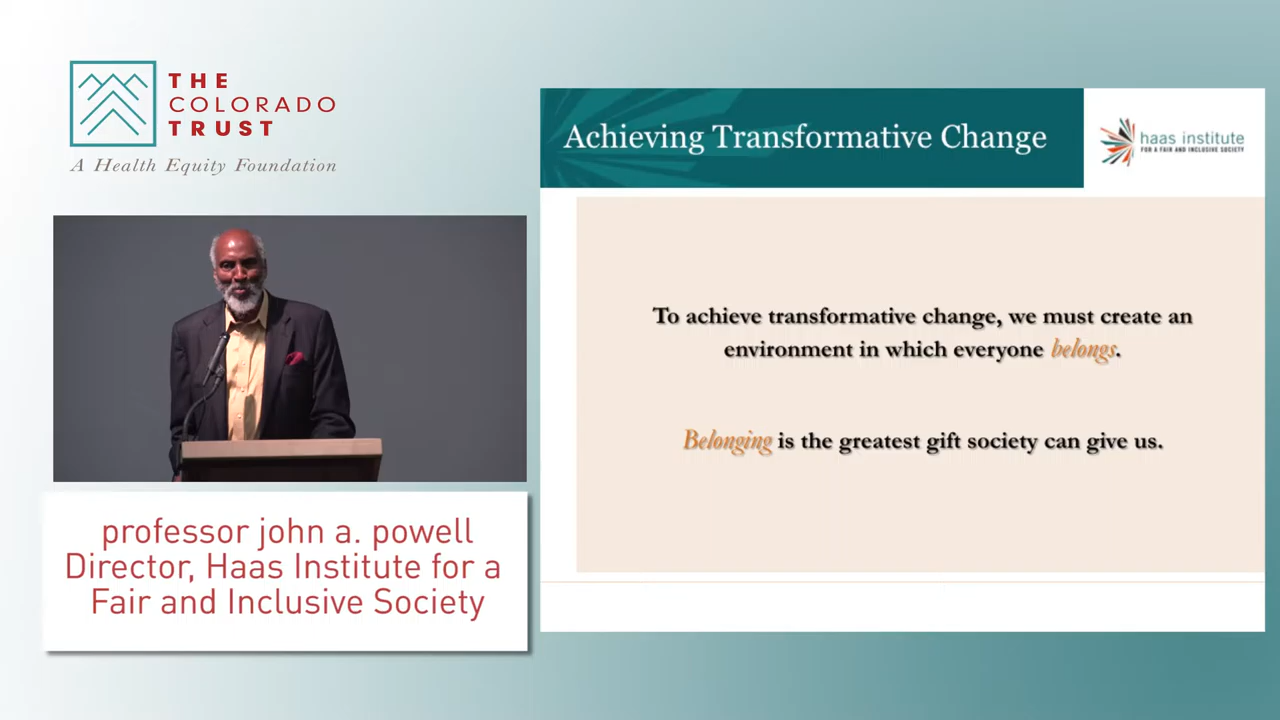 THE
COLORADO
TRUST
A Health Equity Foundation
professor john a. powell
Director, Haas Institute for a
Fair and Inclusive Society
Achieving Transformative Change
haas institute
FOR A FAIR AND INCLUSIVE SOCIETY
To achieve transformative change, we must create an
environment in which everyone belongs.
Belonging is the greatest gift society can give us.